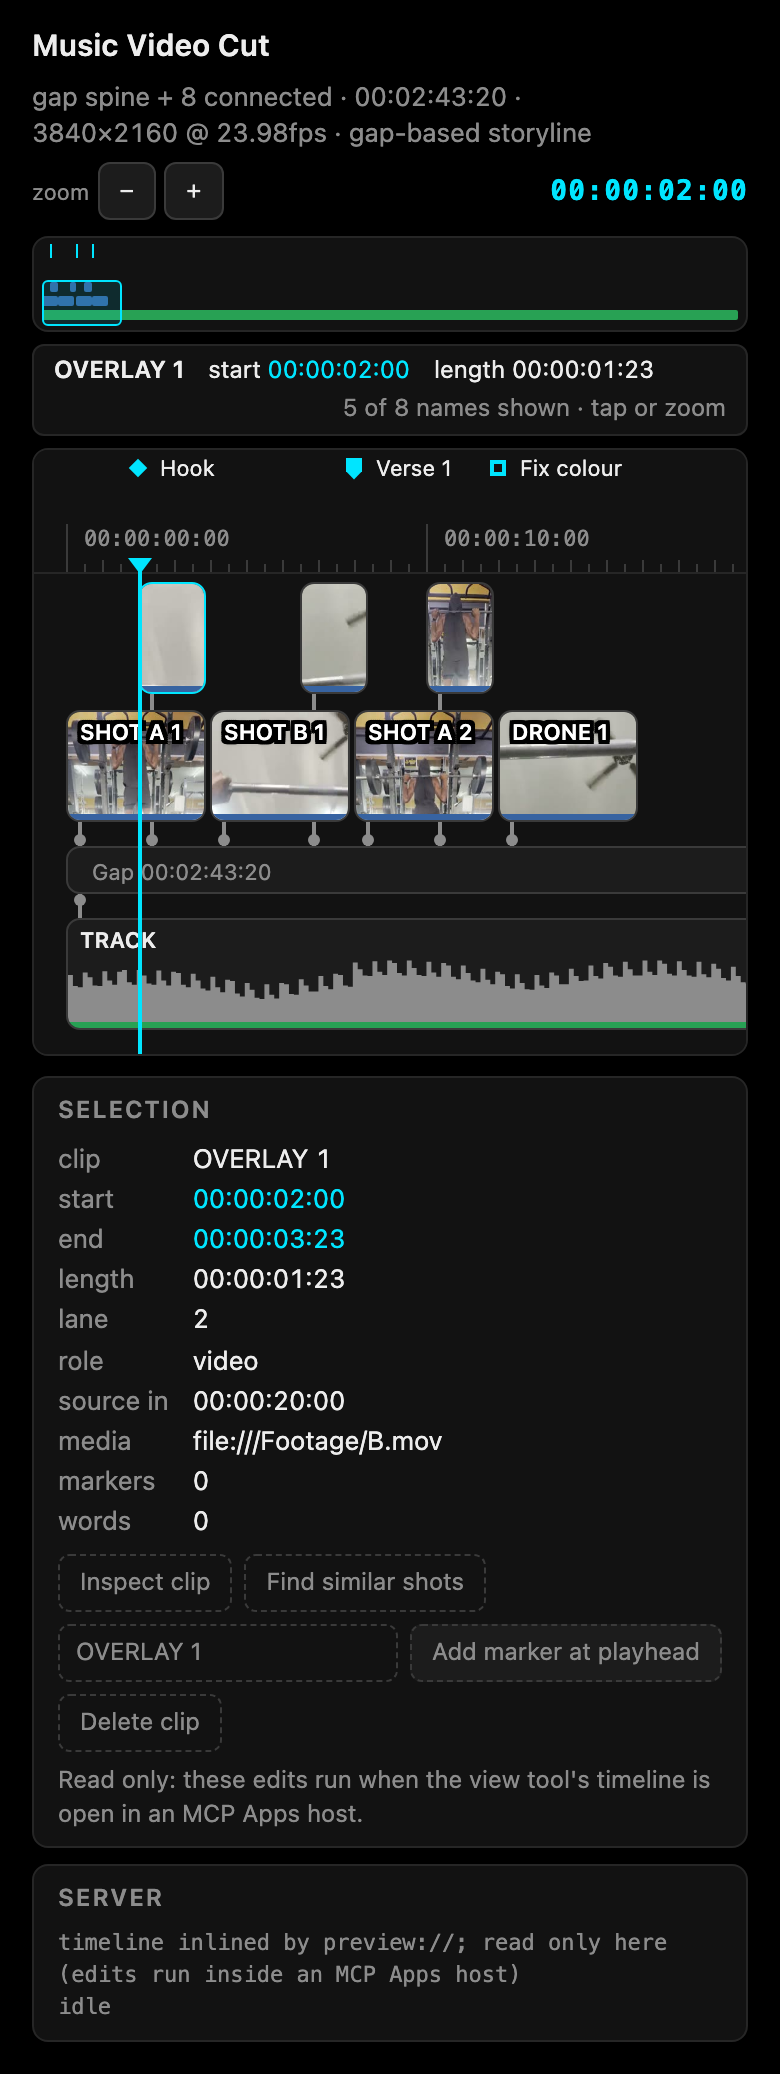 Music Video Cut
gap spine + 8 connected · 00:02:43:20 ·
3840×2160 @ 23.98fps · gap-based storyline
zoom − + 00:00:02:00
OVERLAY 1 start 00:00:02:00 length 00:00:01:23
5 of 8 names shown · tap or zoom
Hook Verse 1 Fix colour
00:00:00:00 00:00:10:00
SHOT A 1 SHOT B 1 SHOT A 2 DRONE 1
Gap 00:02:43:20
TRACK
SELECTION
clip OVERLAY 1
start 00:00:02:00
end 00:00:03:23
length 00:00:01:23
lane 2
role video
source in 00:00:20:00
media file:///Footage/B.mov
markers 0
words 0
Inspect clip Find similar shots
OVERLAY 1 Add marker at playhead
Delete clip
Read only: these edits run when the view tool's timeline is
open in an MCP Apps host.
SERVER
timeline inlined by preview://; read only here
(edits run inside an MCP Apps host)
idle